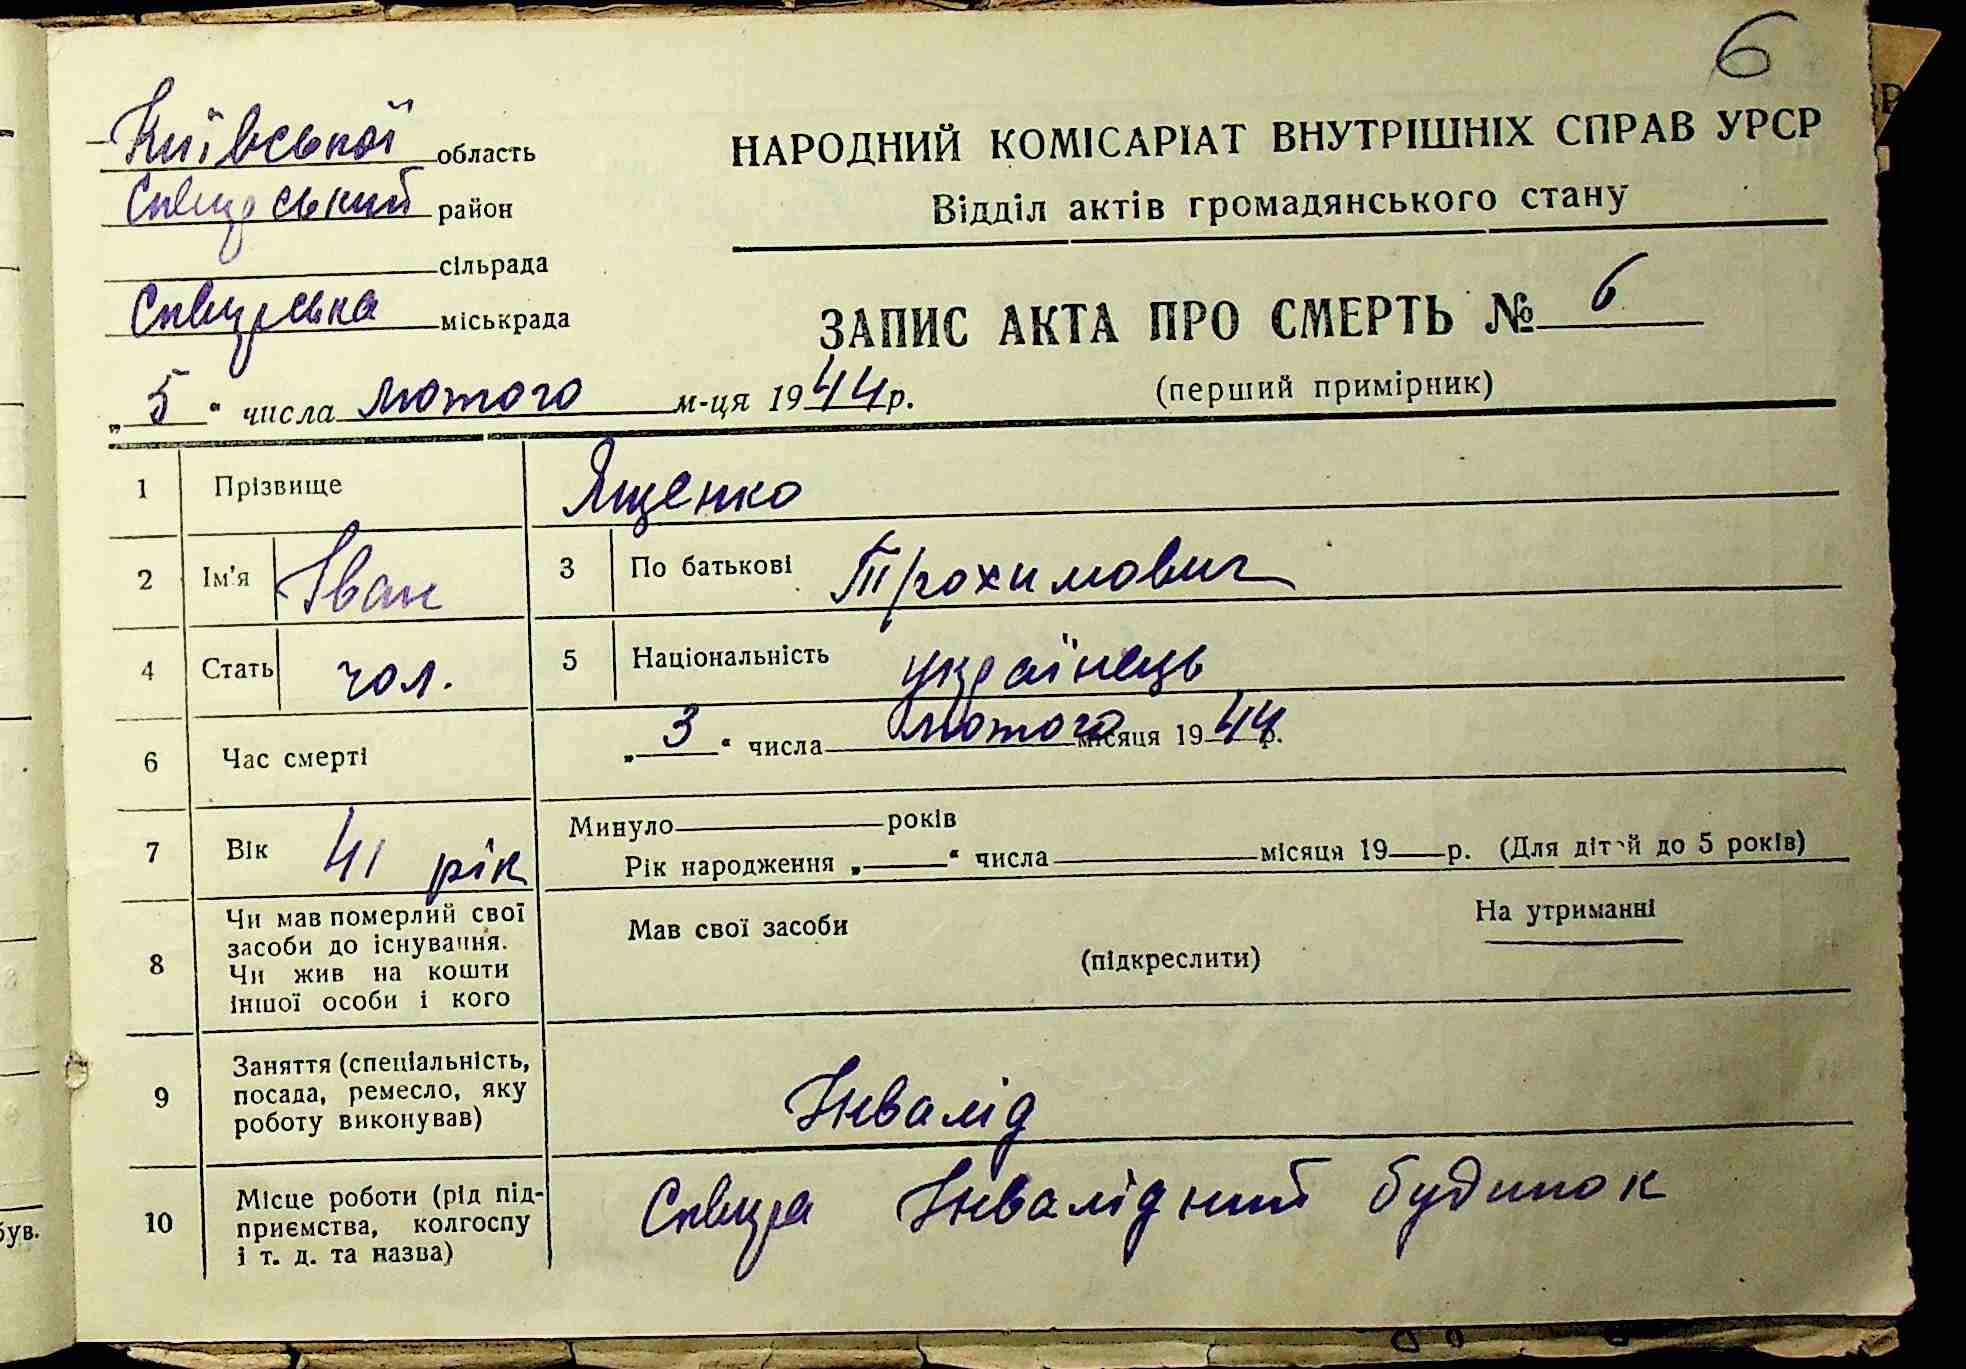 6
Київської область
НАРОДНИЙ КОМІСАРІАТ ВНУТРІШНІХ СПРАВ УРСР
Сквирський район
Відділ актів громадянського стану
сільрада
Сквирська міськрада
ЗАПИС АКТА ПРО СМЕРТЬ № 6
„5“ числа лютого м-ця 1944 р.
(перший примірник)
1 Прізвище Ященко
2 Ім'я Іван 3 По батькові Трохимович
4 Стать чол. 5 Національність українець
6 Час смерті „3“ числа лютого місяця 1944 р.
7 Вік 41 рік Минуло років
Рік народження „ “ числа місяця 19 р. (Для дітей до 5 років)
8 Чи мав померлий свої
засоби до існування.
Чи жив на кошти
іншої особи і кого
Мав свої засоби
На утриманні
(підкреслити)
9 Заняття (спеціальність,
посада, ремесло, яку
роботу виконував)
Інвалід
10 Місце роботи (рід під-
приємства, колгоспу
і т. д. та назва)
Сквира Інвалідний будинок
був.